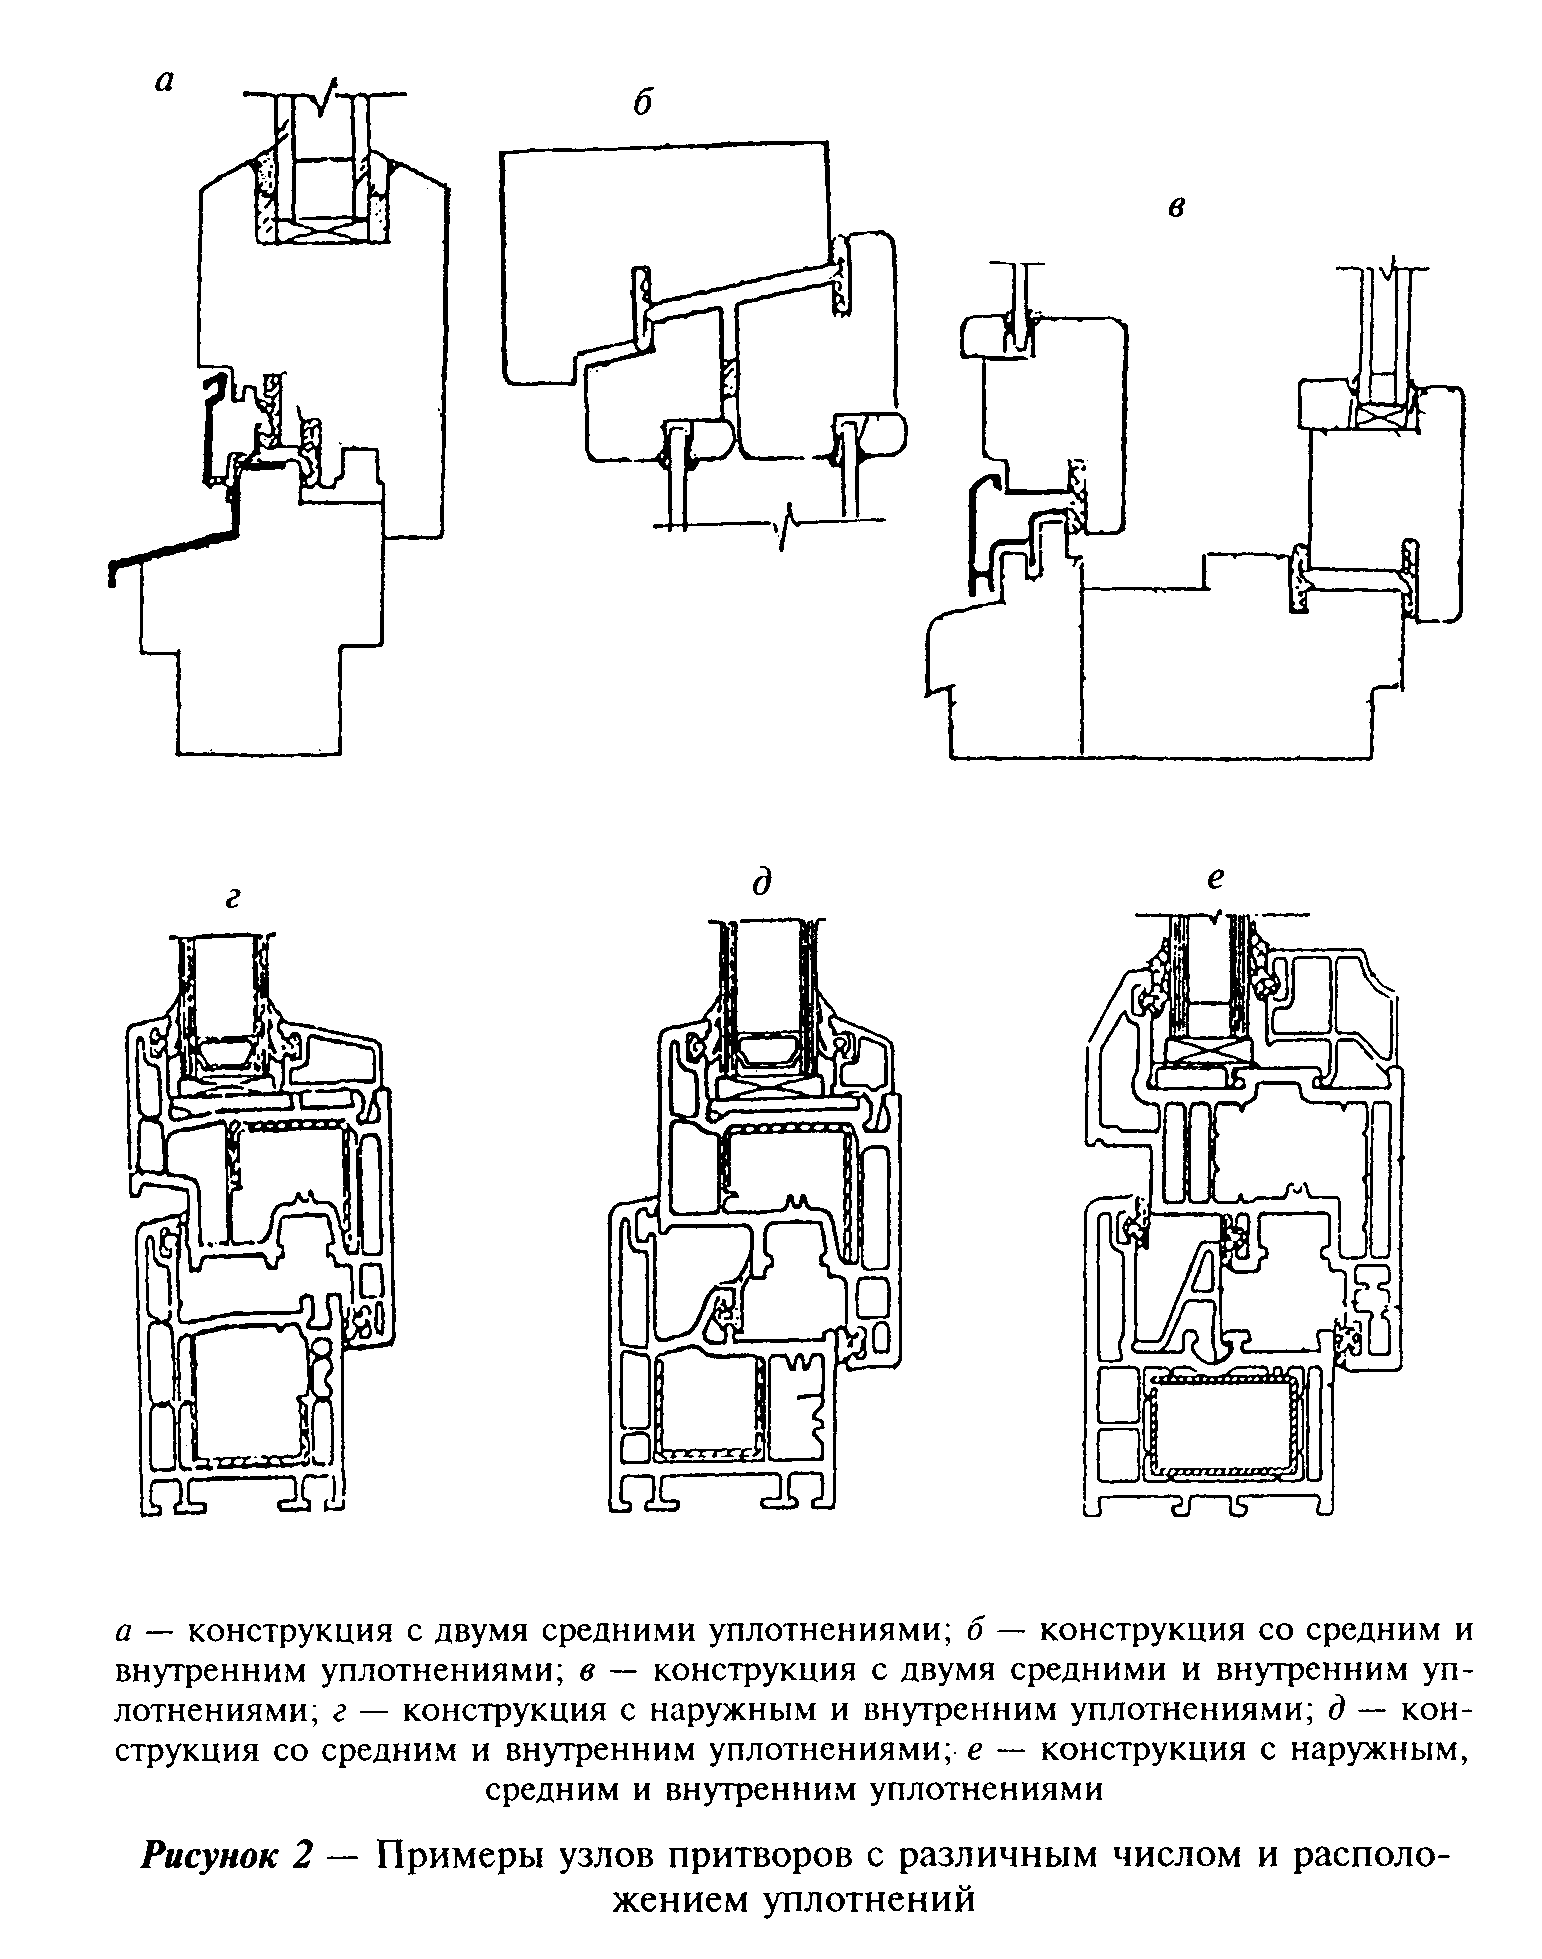 а
б
в
г
д
е
а — конструкция с двумя средними уплотнениями; б — конструкция со средним и
внутренним уплотнениями; в — конструкция с двумя средними и внутренним уп-
лотнениями; г — конструкция с наружным и внутренним уплотнениями; д — кон-
струкция со средним и внутренним уплотнениями; е — конструкция с наружным,
средним и внутренним уплотнениями
Рисунок 2 — Примеры узлов притворов с различным числом и располо-
жением уплотнений